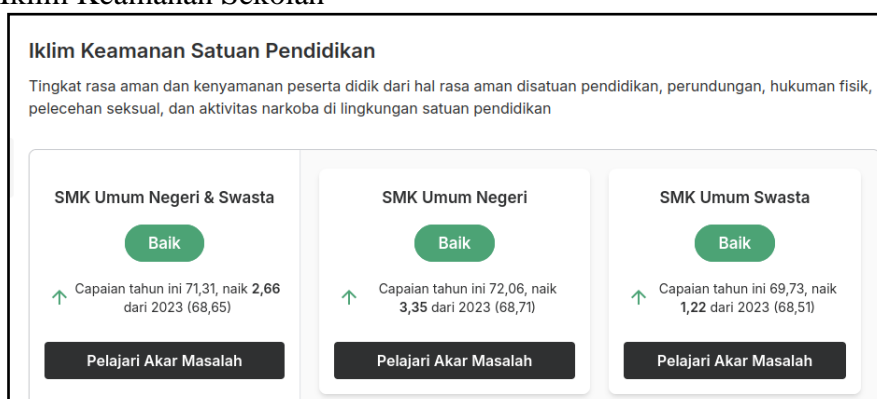 Iklim Keamanan Sekolah
Iklim Keamanan Satuan Pendidikan
Tingkat rasa aman dan kenyamanan peserta didik dari hal rasa aman disatuan pendidikan, perundungan, hukuman fisik,
pelecehan seksual, dan aktivitas narkoba di lingkungan satuan pendidikan
SMK Umum Negeri & Swasta
Baik
↑ Capaian tahun ini 71,31, naik 2,66
dari 2023 (68,65)
Pelajari Akar Masalah
SMK Umum Negeri
Baik
↑ Capaian tahun ini 72,06, naik
3,35 dari 2023 (68,71)
Pelajari Akar Masalah
SMK Umum Swasta
Baik
↑ Capaian tahun ini 69,73, naik
1,22 dari 2023 (68,51)
Pelajari Akar Masalah